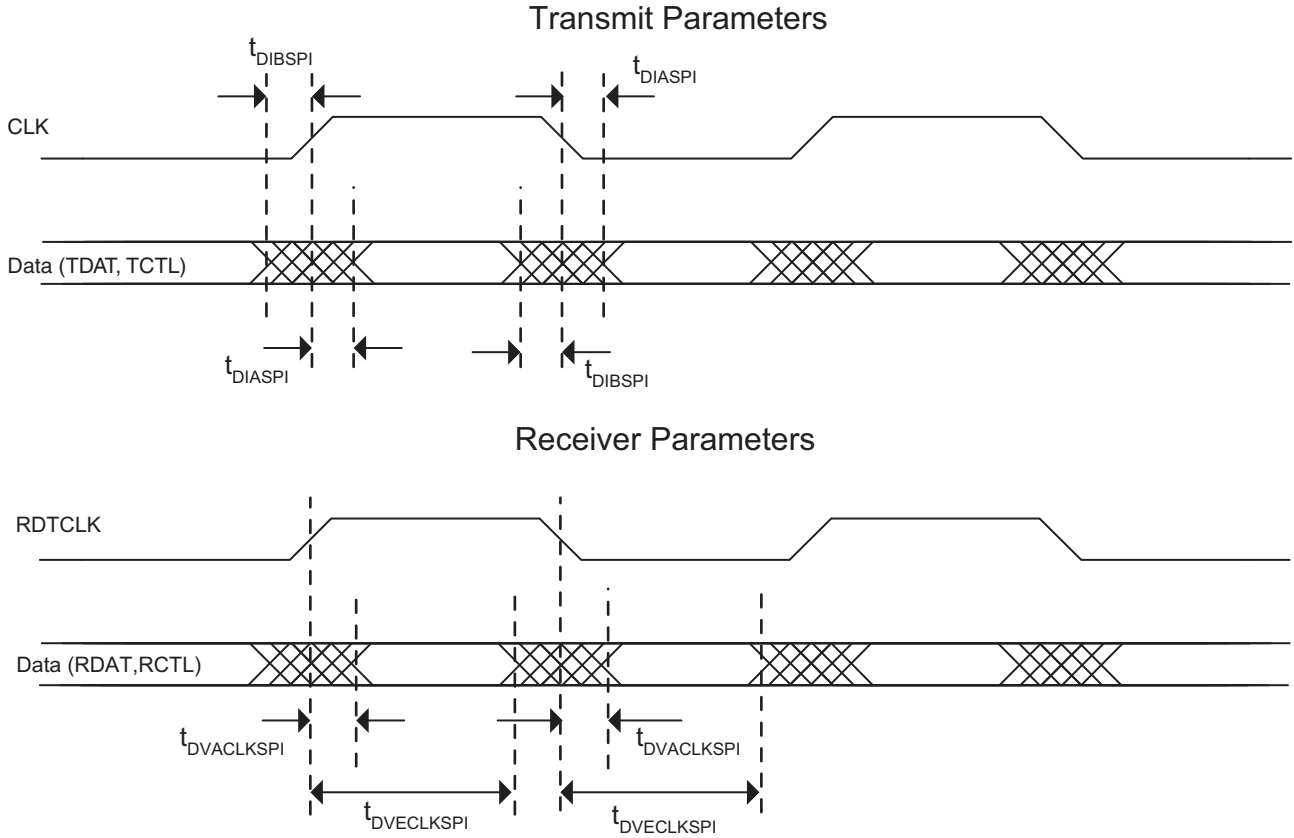 Transmit Parameters
tDIBSPI
tDIASPI
CLK
Data (TDAT, TCTL)
tDIASPI
tDIBSPI
Receiver Parameters
RDTCLK
Data (RDAT,RCTL)
tDVACLKSPI
tDVACLKSPI
tDVECLKSPI
tDVECLKSPI